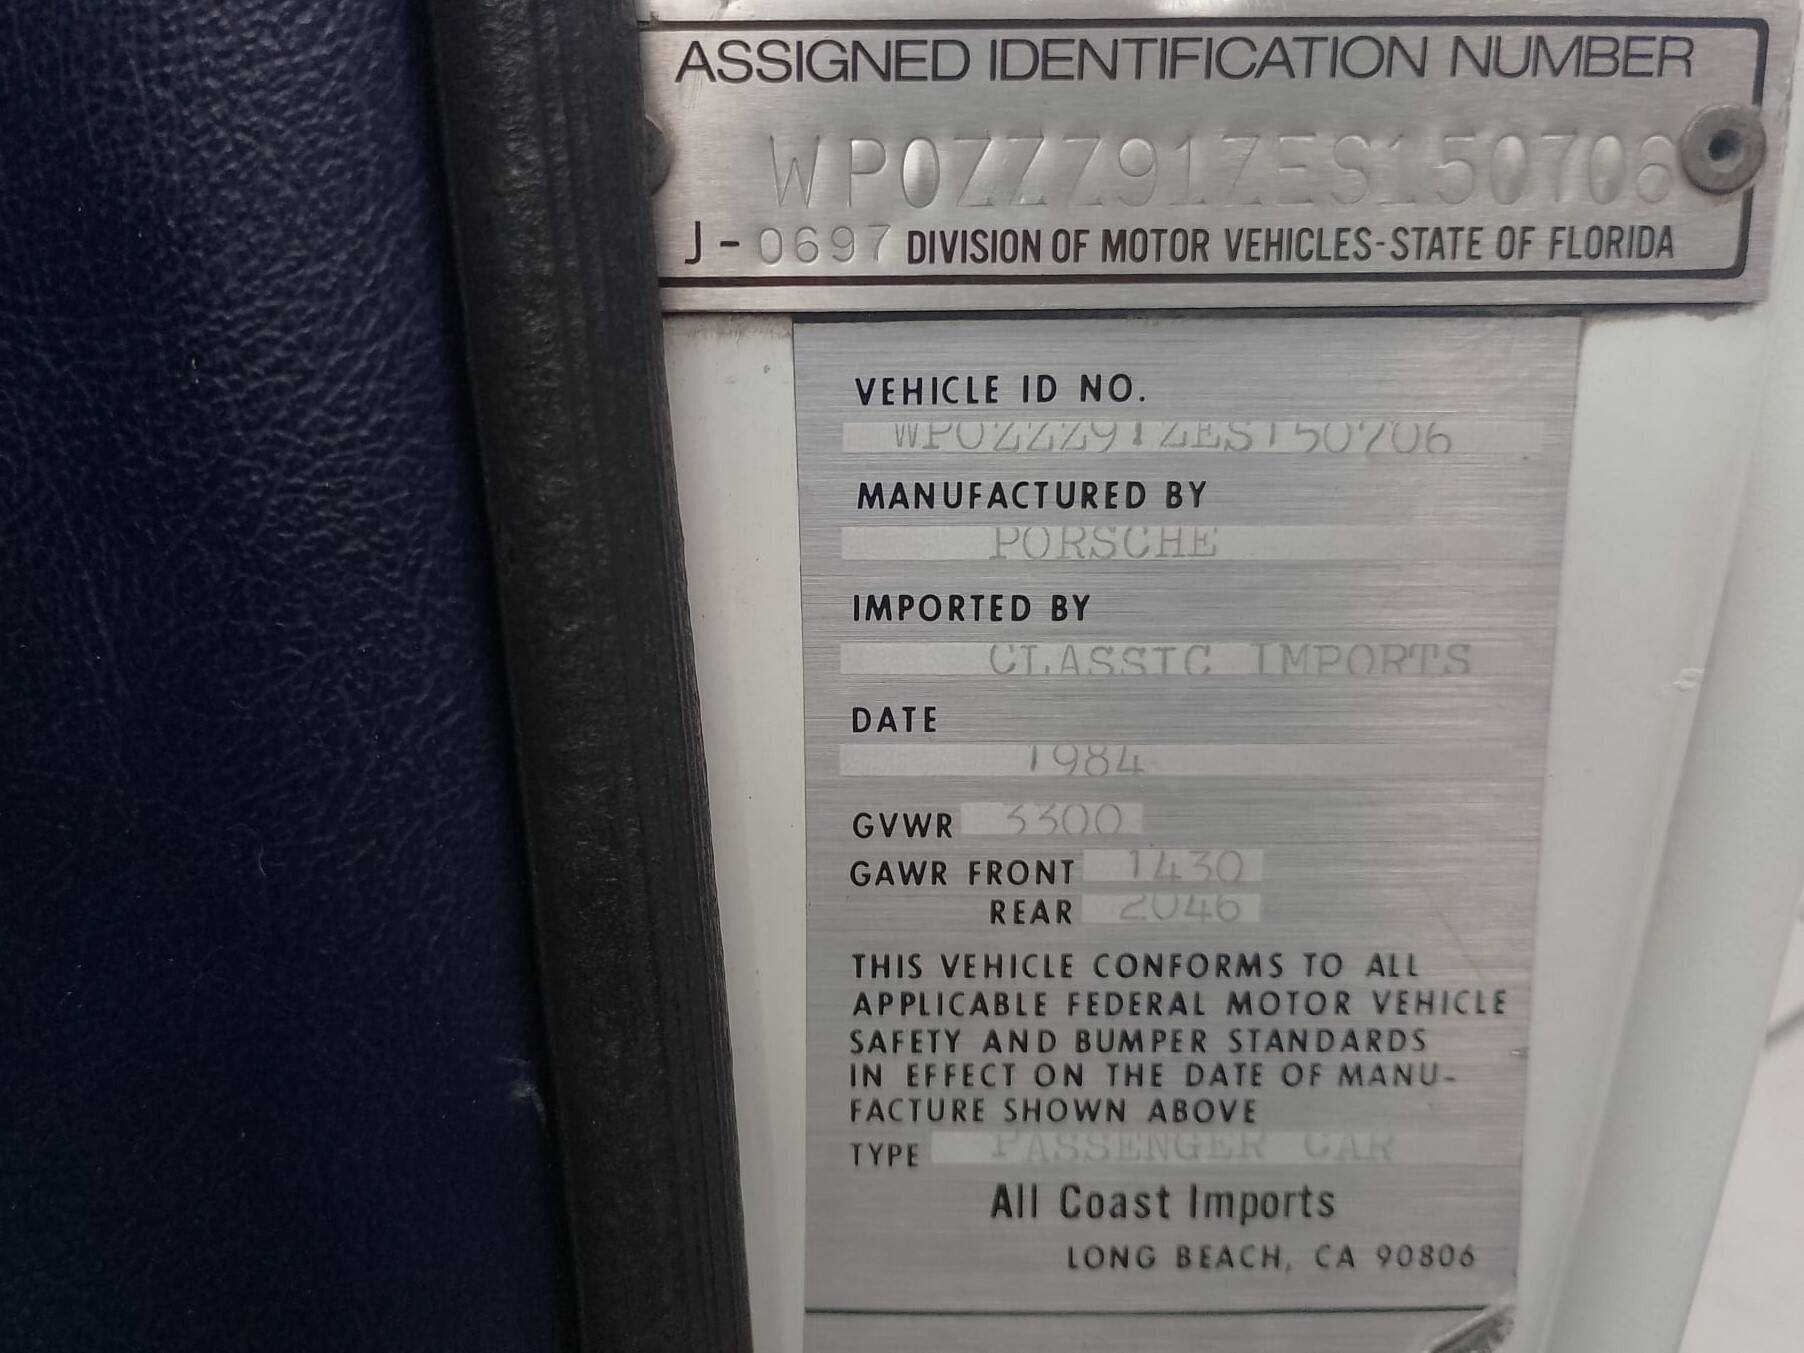 ASSIGNED IDENTIFICATION NUMBER
WP0ZZZ91ZES150706
J-0697 DIVISION OF MOTOR VEHICLES-STATE OF FLORIDA
VEHICLE ID NO.
WP0ZZZ91ZES150706
MANUFACTURED BY
PORSCHE
IMPORTED BY
CLASSIC IMPORTS
DATE
1984
GVWR 3300
GAWR FRONT 1430
REAR 2046
THIS VEHICLE CONFORMS TO ALL
APPLICABLE FEDERAL MOTOR VEHICLE
SAFETY AND BUMPER STANDARDS
IN EFFECT ON THE DATE OF MANU-
FACTURE SHOWN ABOVE
TYPE PASSENGER CAR
All Coast Imports
LONG BEACH, CA 90806